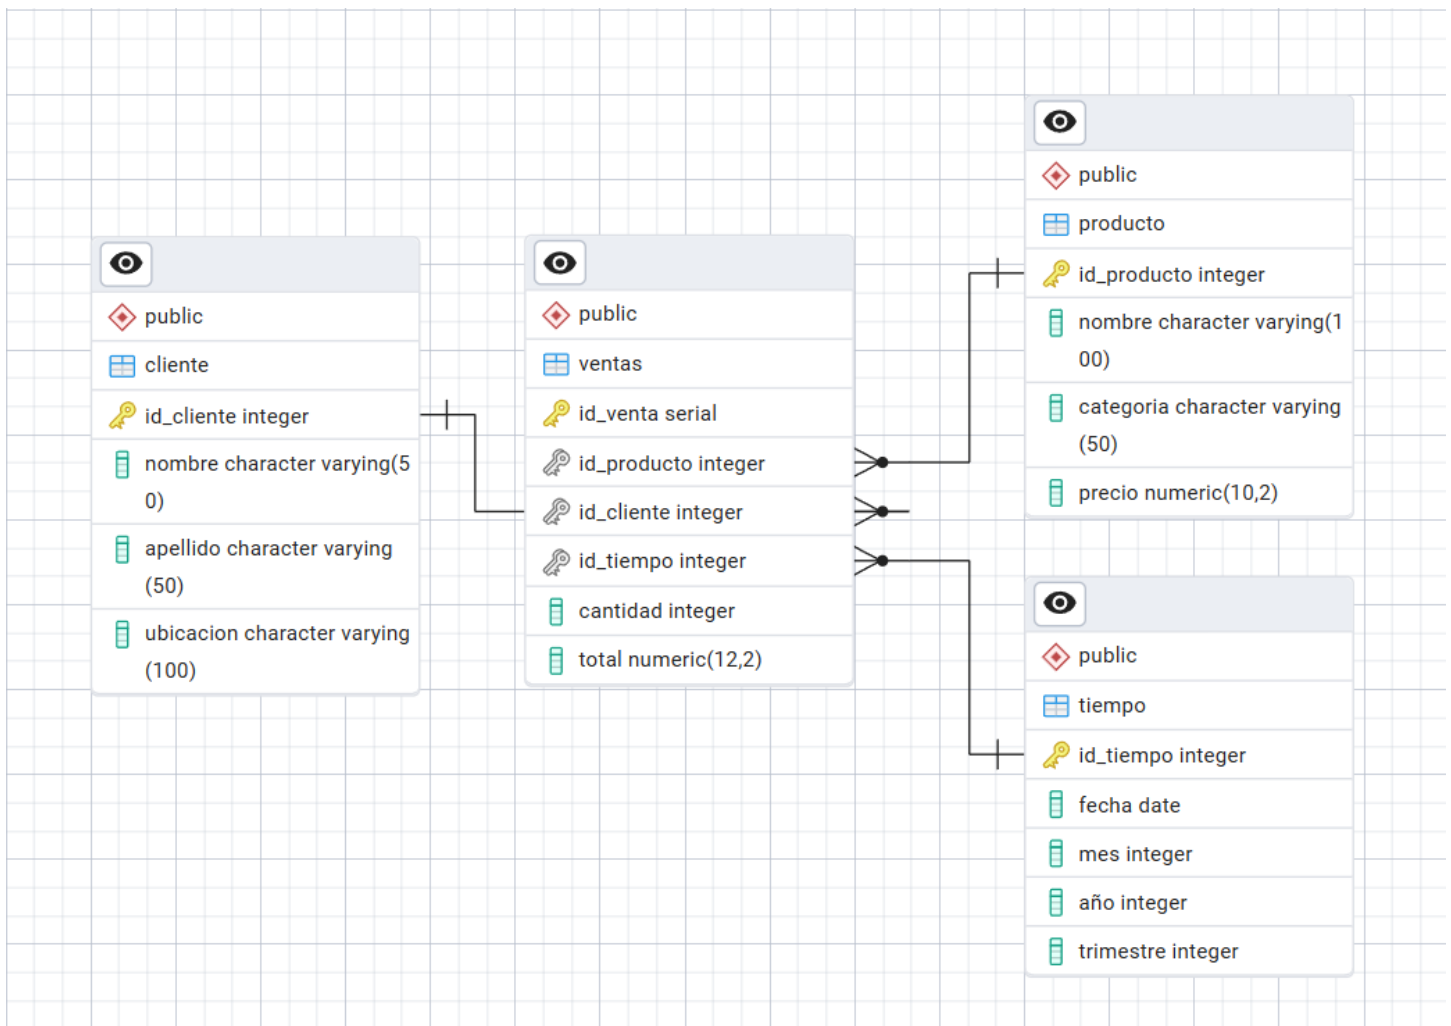 public
cliente
id_cliente integer
nombre character varying(5
0)
apellido character varying
(50)
ubicacion character varying
(100)
public
ventas
id_venta serial
id_producto integer
id_cliente integer
id_tiempo integer
cantidad integer
total numeric(12,2)
public
producto
id_producto integer
nombre character varying(1
00)
categoria character varying
(50)
precio numeric(10,2)
public
tiempo
id_tiempo integer
fecha date
mes integer
año integer
trimestre integer